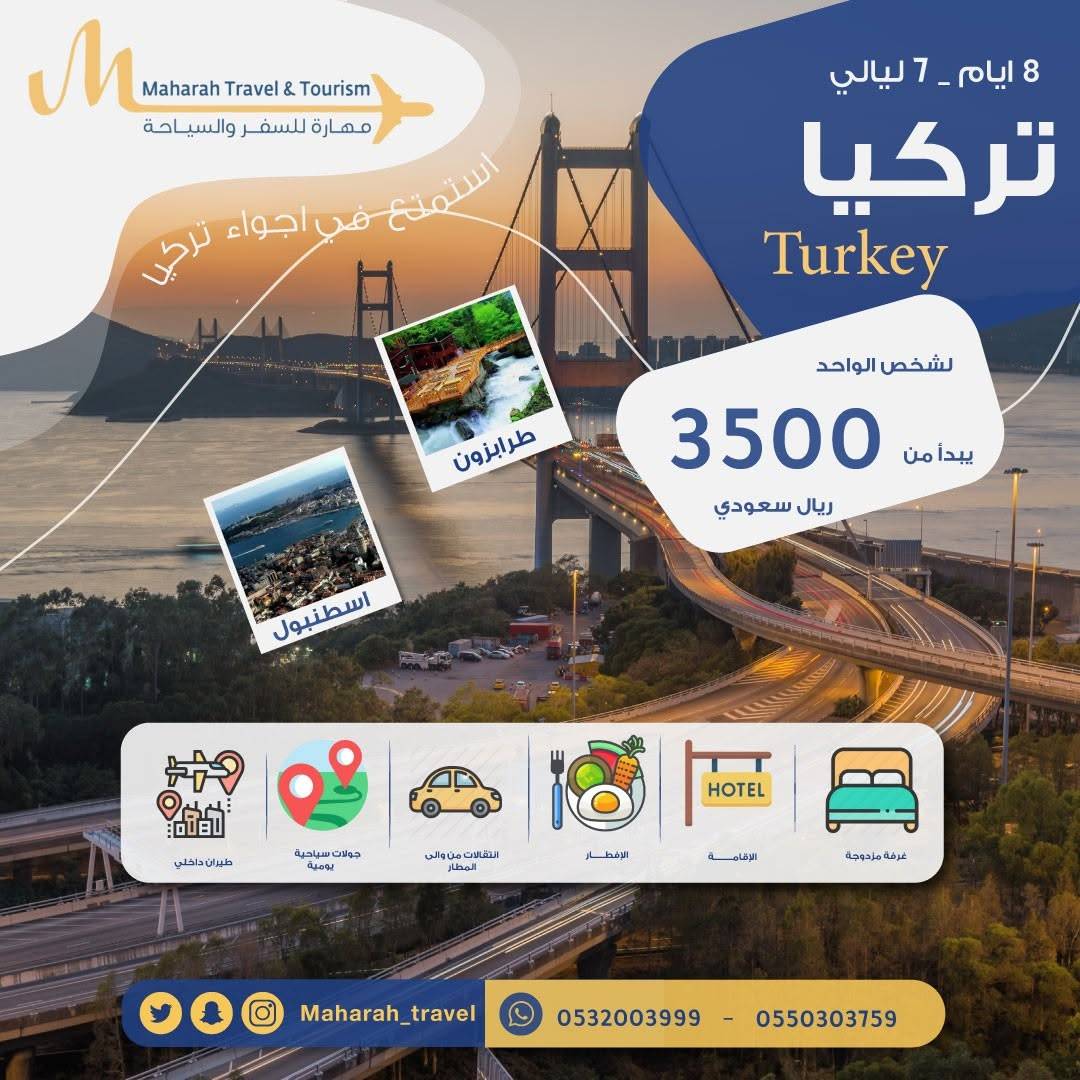 Maharah Travel & Tourism
مهارة للسفر والسياحة
8 ايام _ 7 ليالي
تركيا
Turkey
استمتع في اجواء تركيا
لشخص الواحد
يبدأ من 3500
ريال سعودي
طرابزون
اسطنبول
HOTEL
غرفة مزدوجة
الإقامة
الإفطار
انتقالات من والى
المطار
جولات سياحية
يومية
طيران داخلي
Maharah_travel
0532003999 - 0550303759